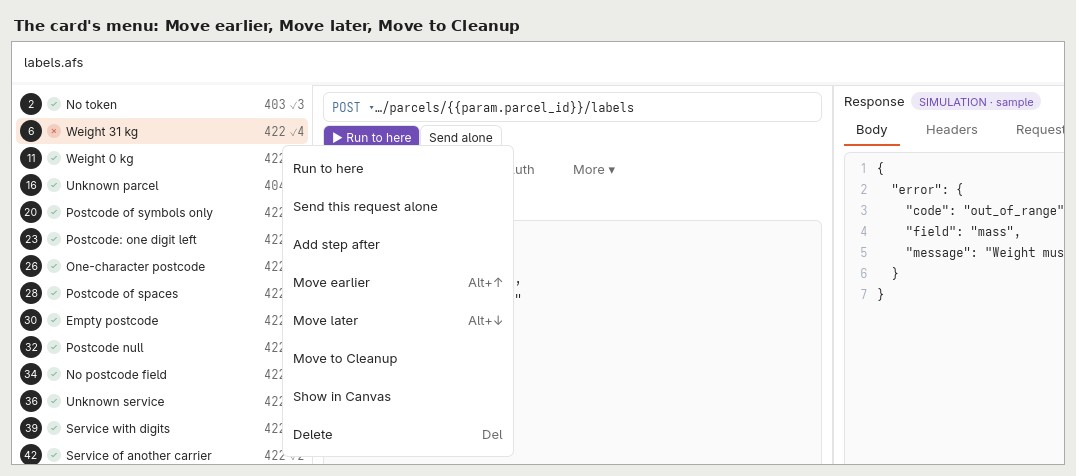 The card's menu: Move earlier, Move later, Move to Cleanup
labels.afs
2 No token 403 ✓3
6 Weight 31 kg 422 ✓4
11 Weight 0 kg 422
16 Unknown parcel 404
20 Postcode of symbols only 422
23 Postcode: one digit left 422
26 One-character postcode 422
28 Postcode of spaces 422
30 Empty postcode 422
32 Postcode null 422
34 No postcode field 422
36 Unknown service 422
39 Service with digits 422
42 Service of another carrier 422
POST ▾…/parcels/{{param.parcel_id}}/labels
▶ Run to here Send alone
uth More ▾
Run to here
Send this request alone
Add step after
Move earlier Alt+↑
Move later Alt+↓
Move to Cleanup
Show in Canvas
Delete Del
,
"
Response SIMULATION · sample
Body Headers Request
1 {
2 "error": {
3 "code": "out_of_range"
4 "field": "mass",
5 "message": "Weight mus
6 }
7 }